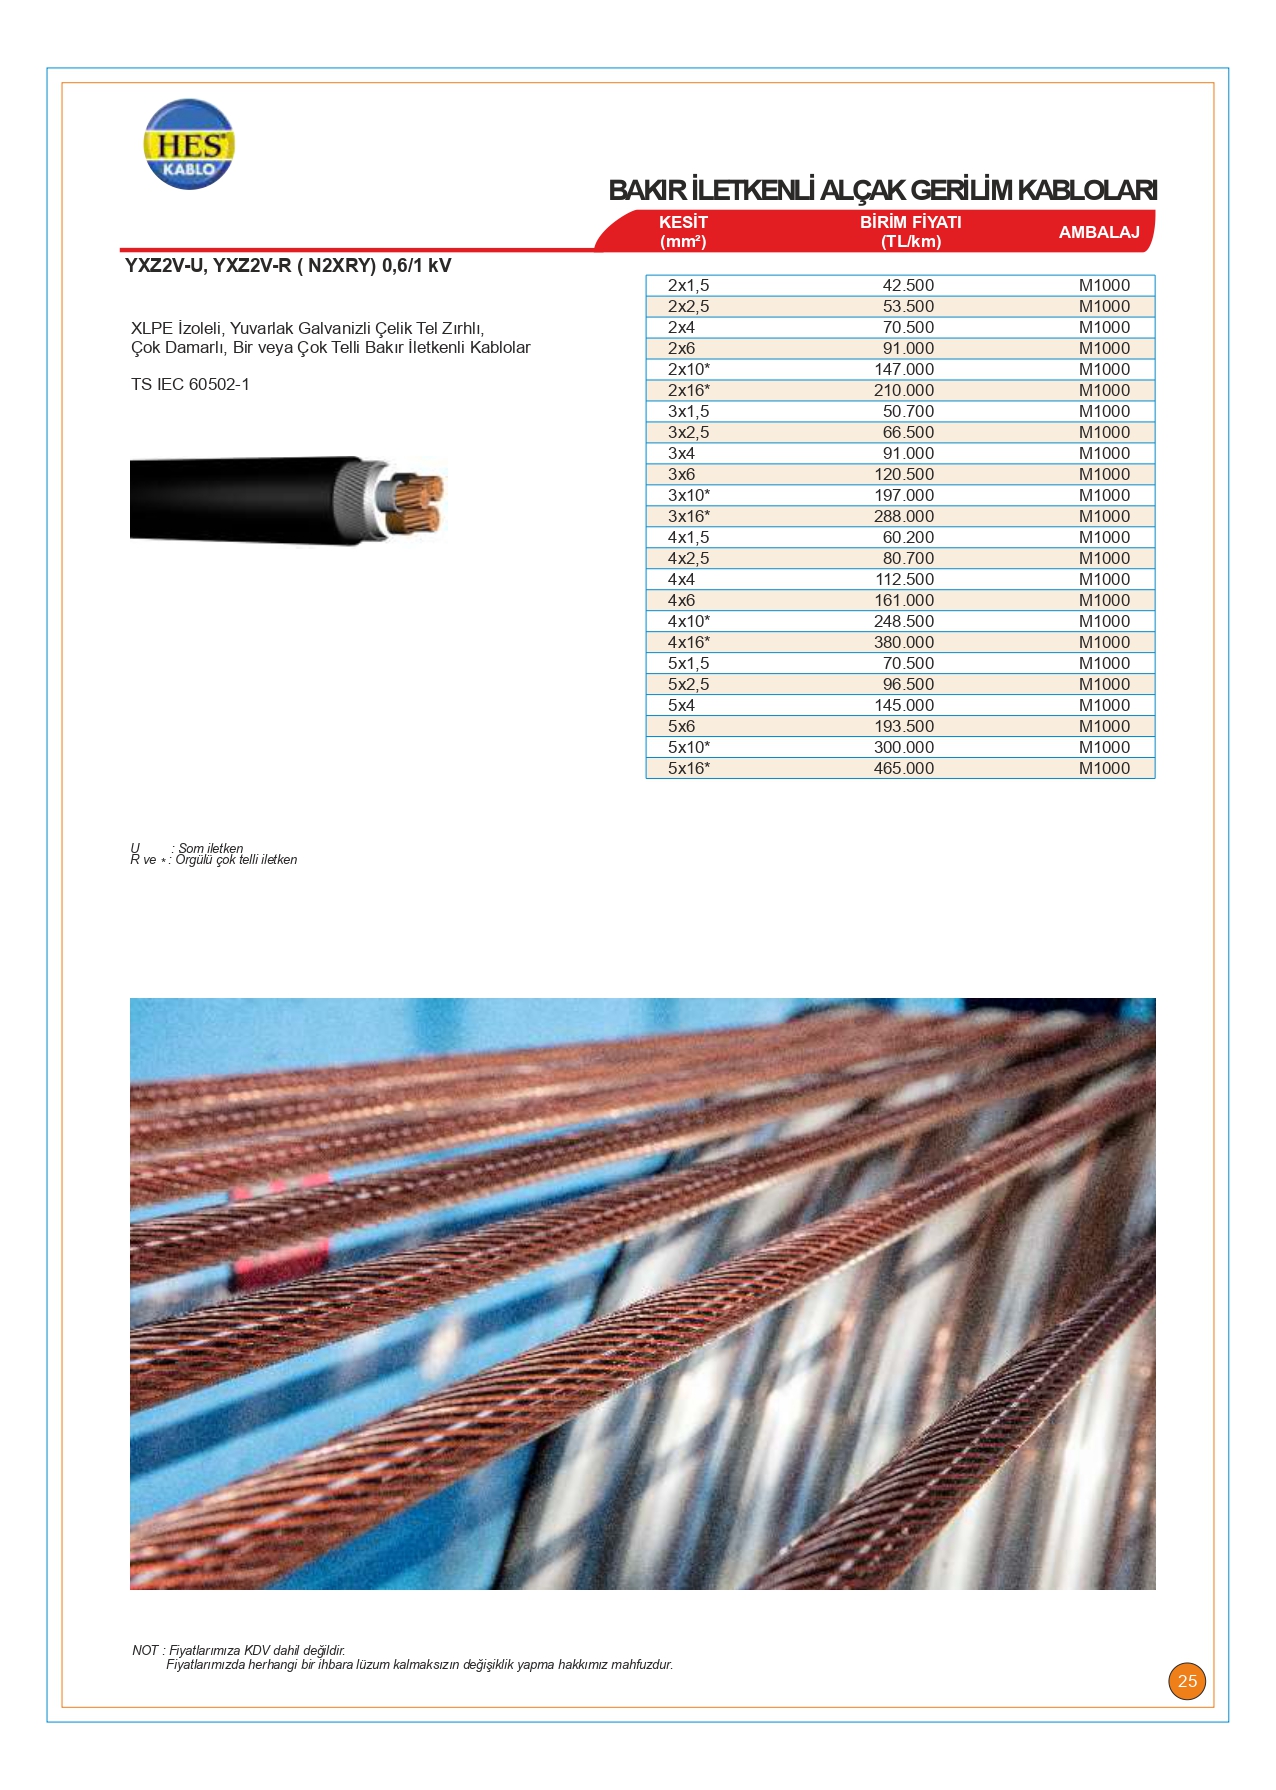 HES
KABLO
BAKIR İLETKENLİ ALÇAK GERİLİM KABLOLARI
KESİT (mm²) BİRİM FİYATI (TL/km) AMBALAJ
YXZ2V-U, YXZ2V-R ( N2XRY) 0,6/1 kV
XLPE İzoleli, Yuvarlak Galvanizli Çelik Tel Zırhlı,
Çok Damarlı, Bir veya Çok Telli Bakır İletkenli Kablolar
TS IEC 60502-1
2x1,5 42.500 M1000
2x2,5 53.500 M1000
2x4 70.500 M1000
2x6 91.000 M1000
2x10* 147.000 M1000
2x16* 210.000 M1000
3x1,5 50.700 M1000
3x2,5 66.500 M1000
3x4 91.000 M1000
3x6 120.500 M1000
3x10* 197.000 M1000
3x16* 288.000 M1000
4x1,5 60.200 M1000
4x2,5 80.700 M1000
4x4 112.500 M1000
4x6 161.000 M1000
4x10* 248.500 M1000
4x16* 380.000 M1000
5x1,5 70.500 M1000
5x2,5 96.500 M1000
5x4 145.000 M1000
5x6 193.500 M1000
5x10* 300.000 M1000
5x16* 465.000 M1000
U : Som iletken
R ve * : Örgülü çok telli iletken
NOT : Fiyatlarımıza KDV dahil değildir.
Fiyatlarımızda herhangi bir ihbara lüzum kalmaksızın değişiklik yapma hakkımız mahfuzdur.
25